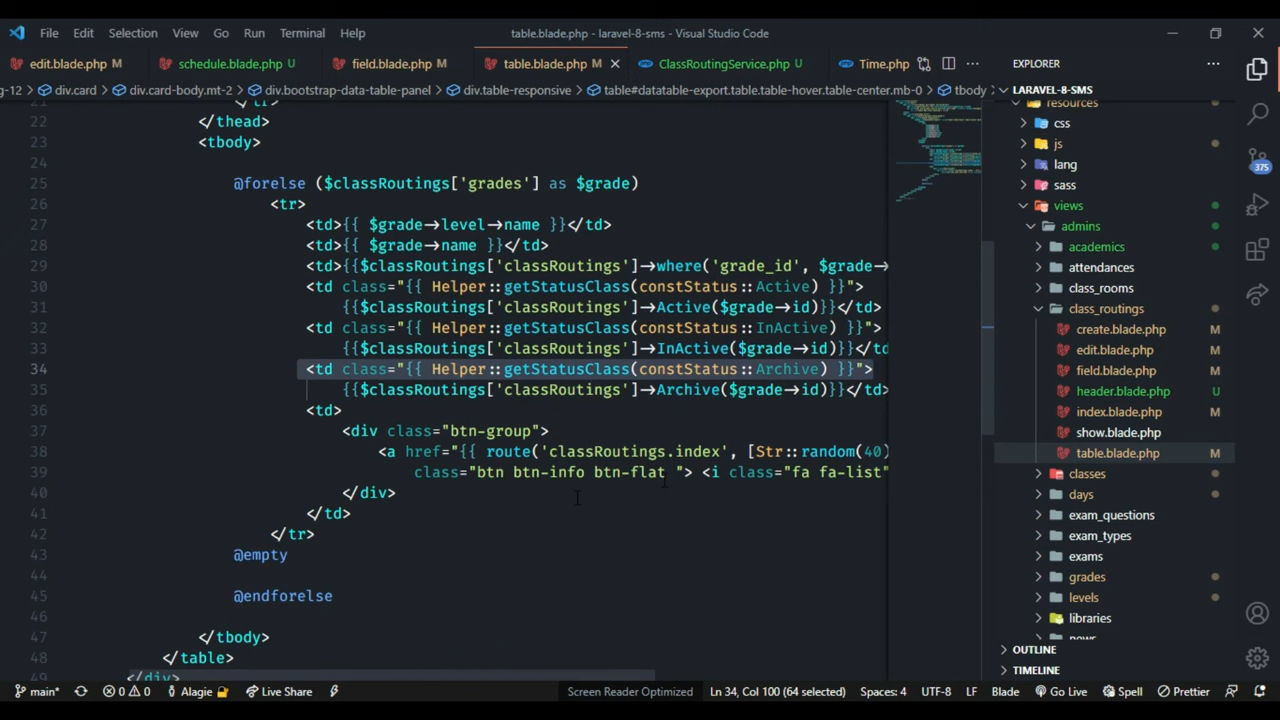 File Edit Selection View Go Run Terminal Help
table.blade.php - laravel-8-sms - Visual Studio Code
edit.blade.php M
schedule.blade.php U
field.blade.php M
table.blade.php M
ClassRoutingService.php U
Time.php
g-12 > div.card > div.card-body.mt-2 > div.bootstrap-data-table-panel > div.table-responsive > table#datatable-export.table.table-hover.table-center.mb-0 > tbody
21 </tr>
22 </thead>
23 <tbody>
24
25 @forelse ($classRoutings['grades'] as $grade)
26 <tr>
27 <td>{{ $grade→level→name }}</td>
28 <td>{{ $grade→name }}</td>
29 <td>{{$classRoutings['classRoutings']→where('grade_id', $grade→
30 <td class="{{ Helper::getStatusClass(constStatus::Active) }}">
31 {{$classRoutings['classRoutings']→Active($grade→id)}}</td>
32 <td class="{{ Helper::getStatusClass(constStatus::InActive) }}">
33 {{$classRoutings['classRoutings']→InActive($grade→id)}}</td
34 <td class="{{ Helper::getStatusClass(constStatus::Archive) }}">
35 {{$classRoutings['classRoutings']→Archive($grade→id)}}</td>
36 <td>
37 <div class="btn-group">
38 <a href="{{ route('classRoutings.index', [Str::random(40)
39 class="btn btn-info btn-flat "> <i class="fa fa-list"
40 </div>
41 </td>
42 </tr>
43 @empty
44
45 @endforelse
46
47 </tbody>
48 </table>
49 </div>
EXPLORER
LARAVEL-8-SMS
resources
css
js
lang
sass
views
admins
academics
attendances
class_rooms
class_routings
create.blade.php M
edit.blade.php M
field.blade.php M
header.blade.php U
index.blade.php M
show.blade.php
table.blade.php M
classes
days
exam_questions
exam_types
exams
grades
levels
libraries
news
OUTLINE
TIMELINE
375
main* 0 0 Alagie Live Share
Screen Reader Optimized Ln 34, Col 100 (64 selected) Spaces: 4 UTF-8 LF Blade Go Live Spell Prettier